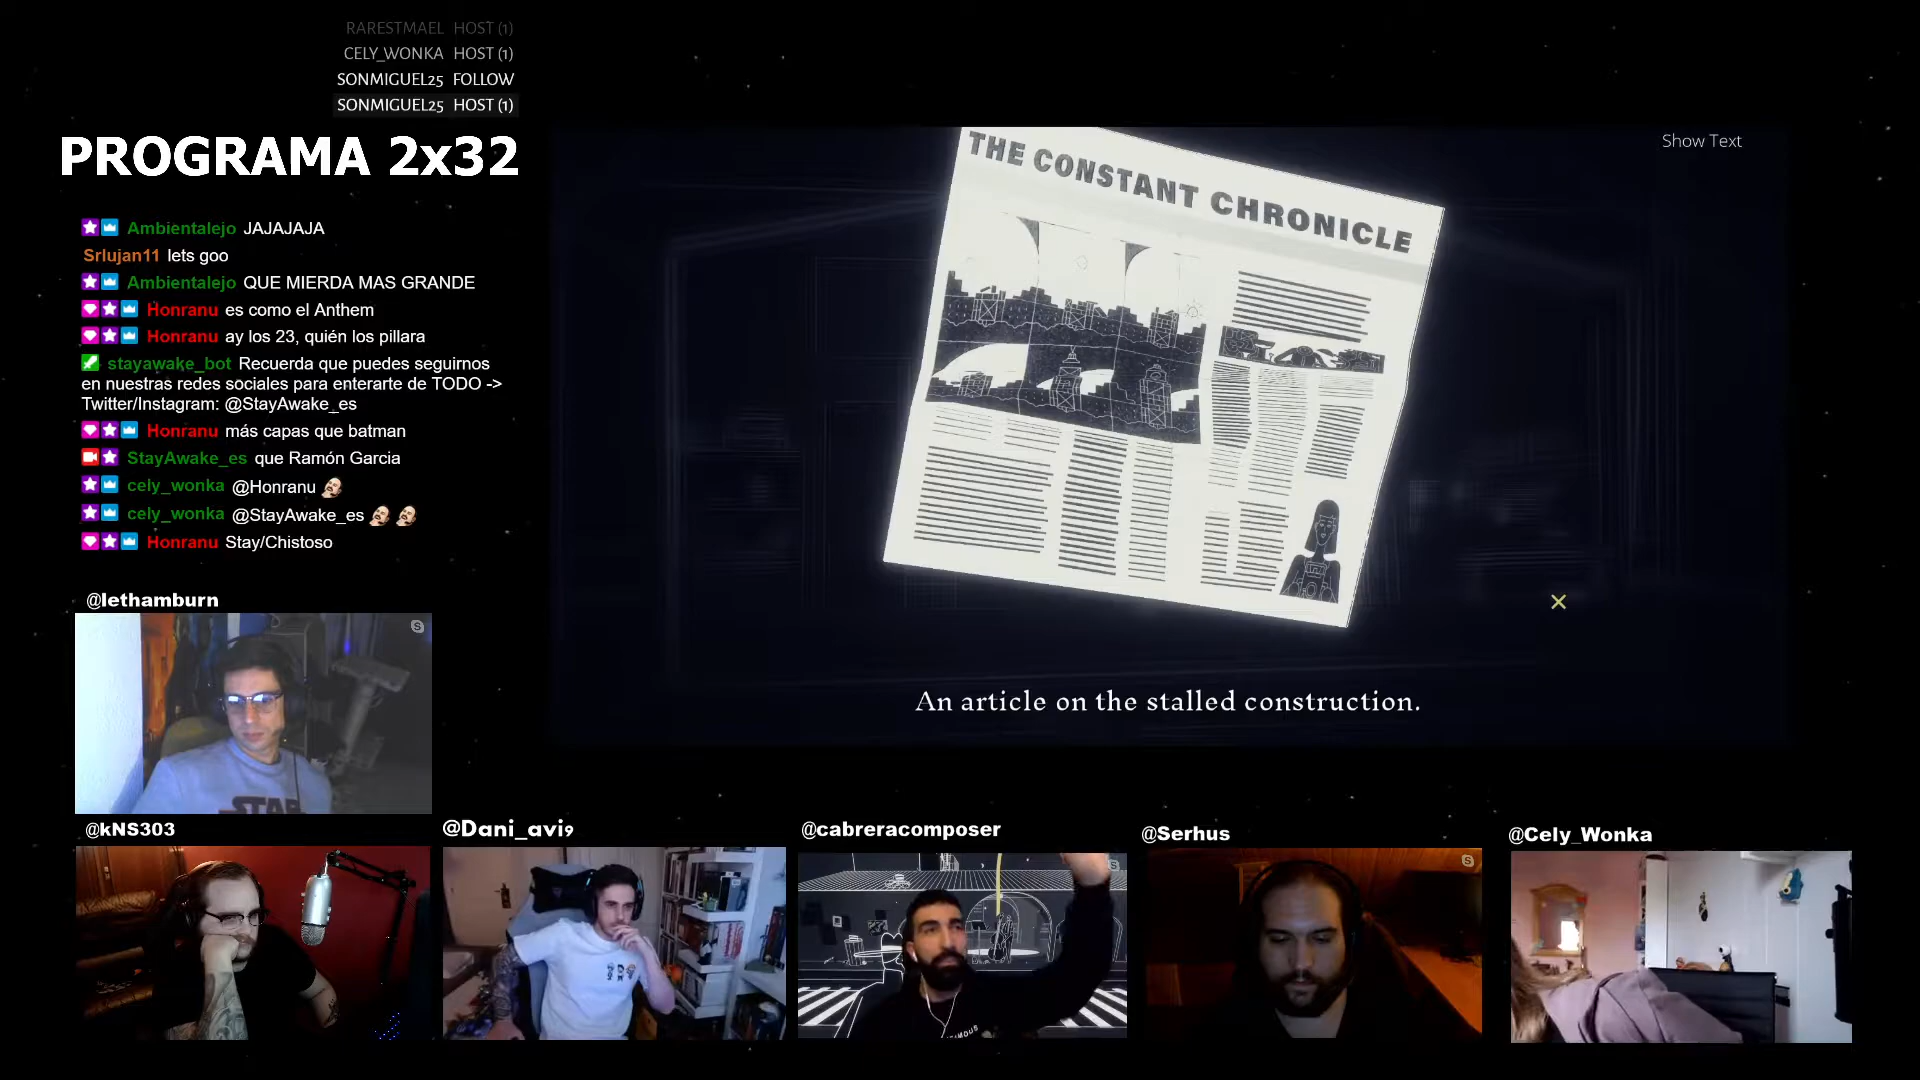 RARESTMAEL HOST (1)
CELY_WONKA HOST (1)
SONMIGUEL25 FOLLOW
SONMIGUEL25 HOST (1)
PROGRAMA 2x32
Ambientalejo JAJAJAJA
Srlujan11 lets goo
Ambientalejo QUE MIERDA MAS GRANDE
Honranu es como el Anthem
Honranu ay los 23, quién los pillara
stayawake_bot Recuerda que puedes seguirnos
en nuestras redes sociales para enterarte de TODO ->
Twitter/Instagram: @StayAwake_es
Honranu más capas que batman
StayAwake_es que Ramón Garcia
cely_wonka @Honranu
cely_wonka @StayAwake_es
Honranu Stay/Chistoso
THE CONSTANT CHRONICLE
Show Text
An article on the stalled construction.
@lethamburn
STAR
@kNS303
@Dani_avi9
@cabreracomposer
@Serhus
@Cely_Wonka